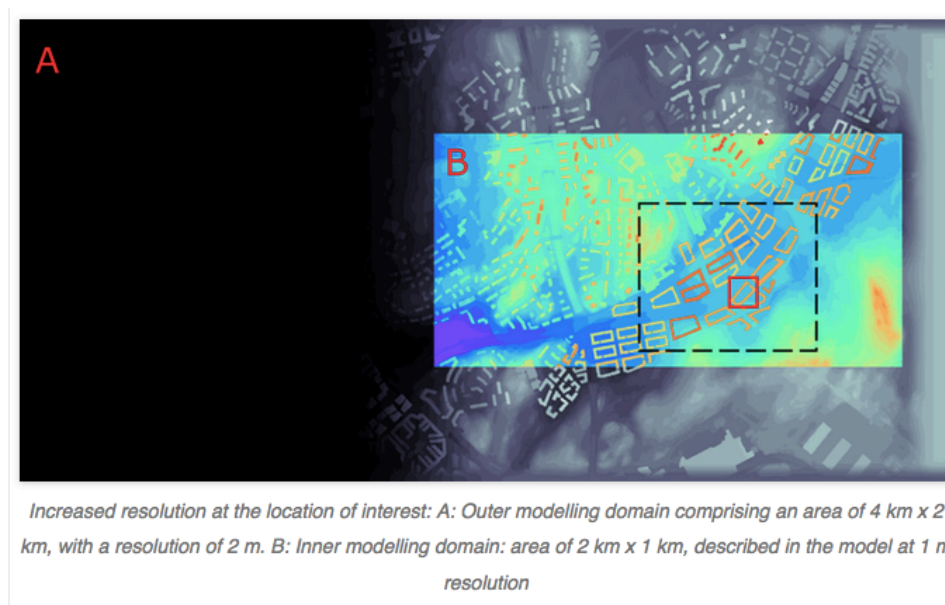 A
B
Increased resolution at the location of interest: A: Outer modelling domain comprising an area of 4 km x 2
km, with a resolution of 2 m. B: Inner modelling domain: area of 2 km x 1 km, described in the model at 1 m
resolution